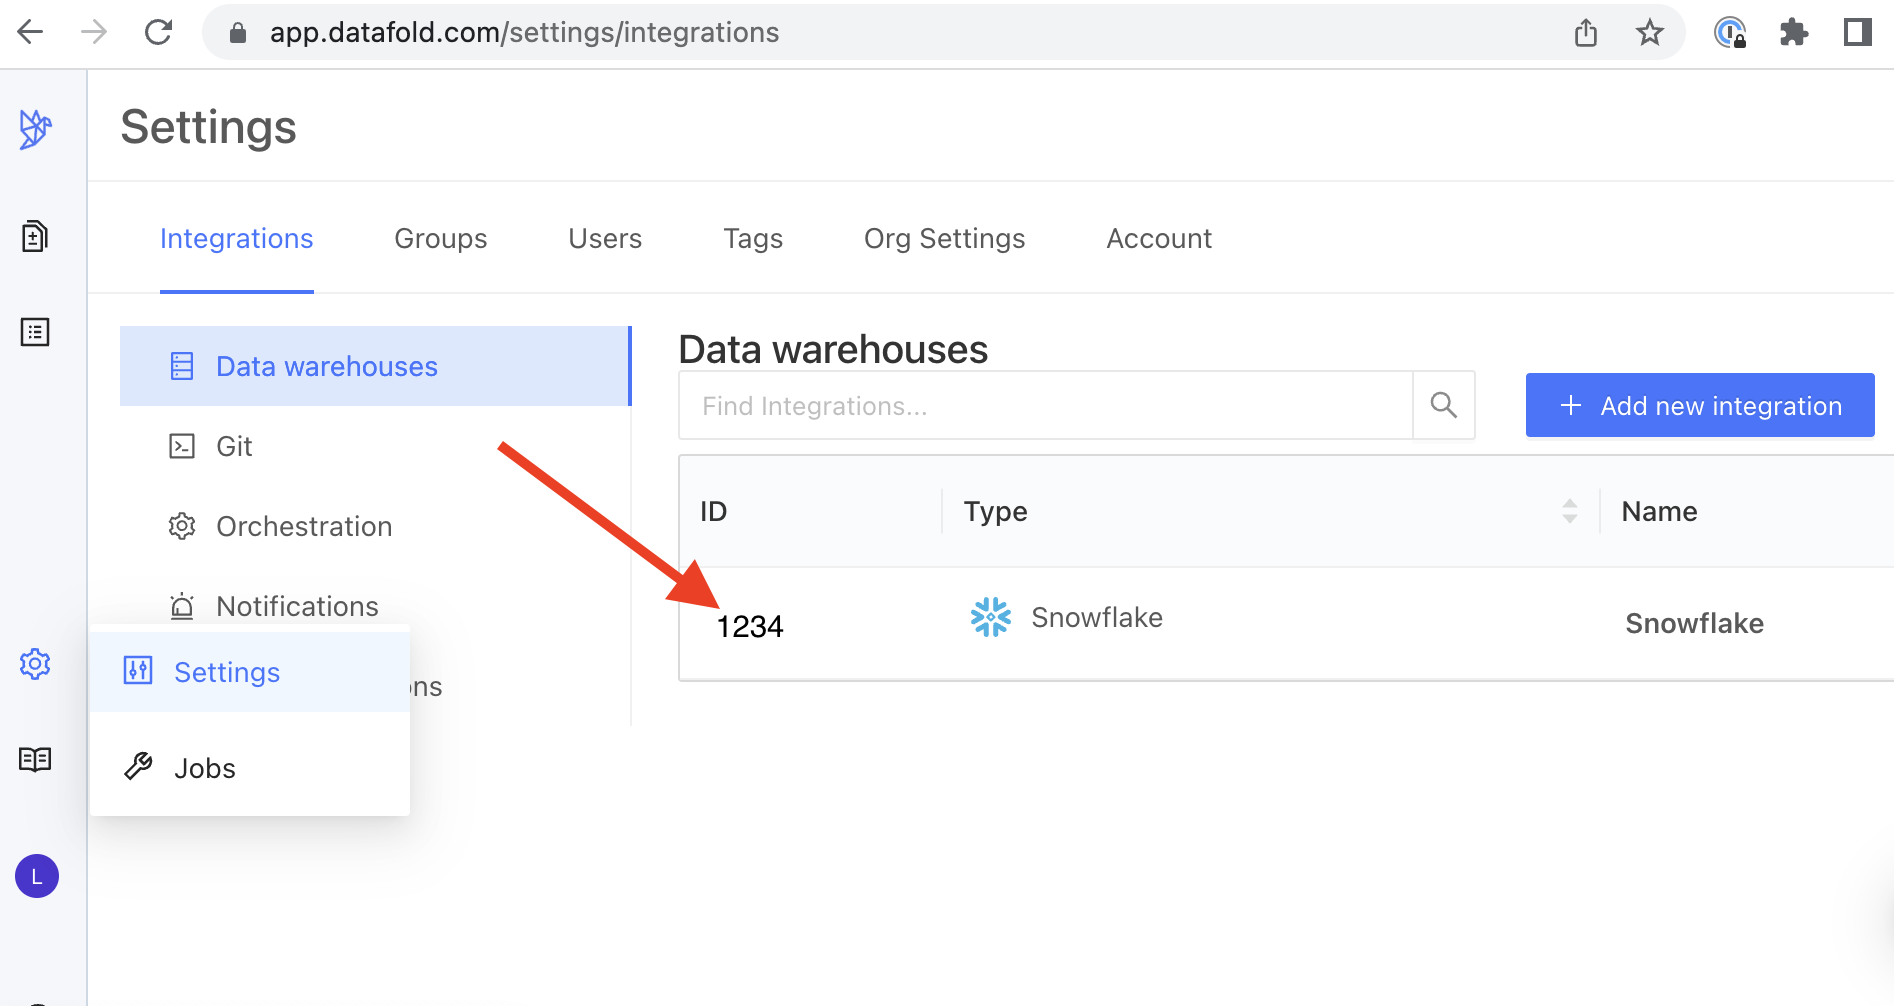 app.datafold.com/settings/integrations
Settings
Integrations Groups Users Tags Org Settings Account
Data warehouses
Git
Orchestration
Notifications
ns
Settings
Jobs
L
Data warehouses
Find Integrations...
+ Add new integration
ID Type Name
1234 Snowflake Snowflake